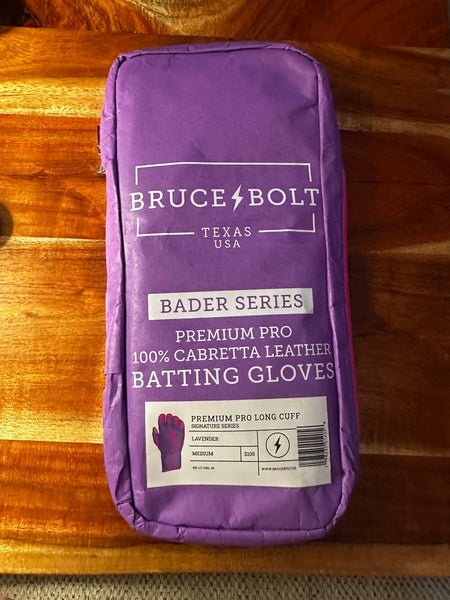 BRUCE BOLT
TEXAS
USA
BADER SERIES
PREMIUM PRO
100% CABRETTA LEATHER
BATTING GLOVES
PREMIUM PRO LONG CUFF
SIGNATURE SERIES
LAVENDER
MEDIUM $105
WWW.BRUCEBOLT.US